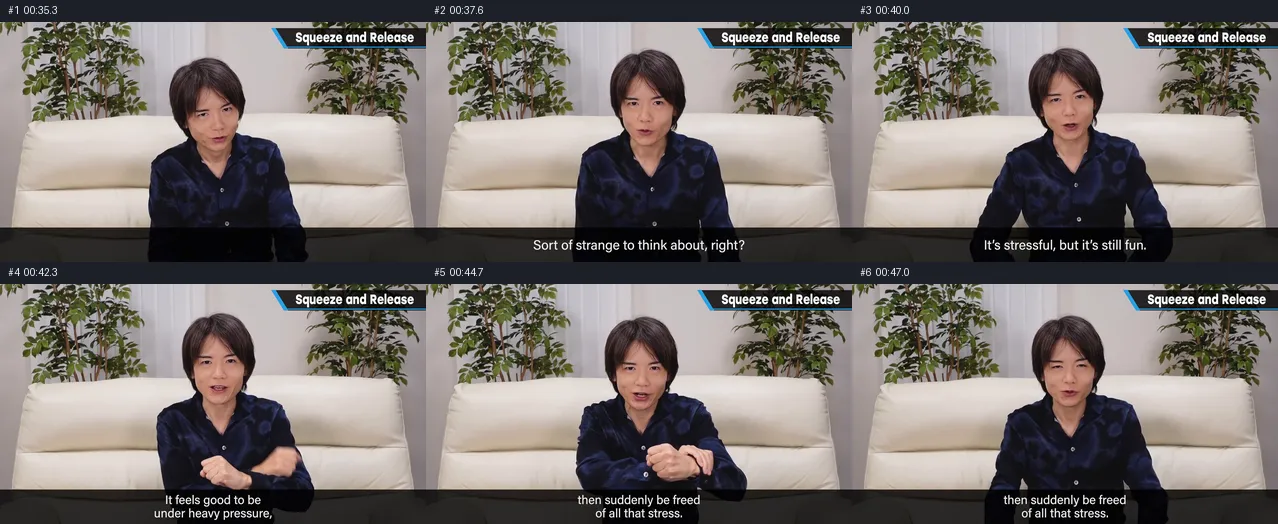 #1 00:35.3
Squeeze and Release
#2 00:37.6
Squeeze and Release
Sort of strange to think about, right?
#3 00:40.0
Squeeze and Release
It's stressful, but it's still fun.
#4 00:42.3
Squeeze and Release
It feels good to be
under heavy pressure,
#5 00:44.7
Squeeze and Release
then suddenly be freed
of all that stress.
#6 00:47.0
Squeeze and Release
then suddenly be freed
of all that stress.